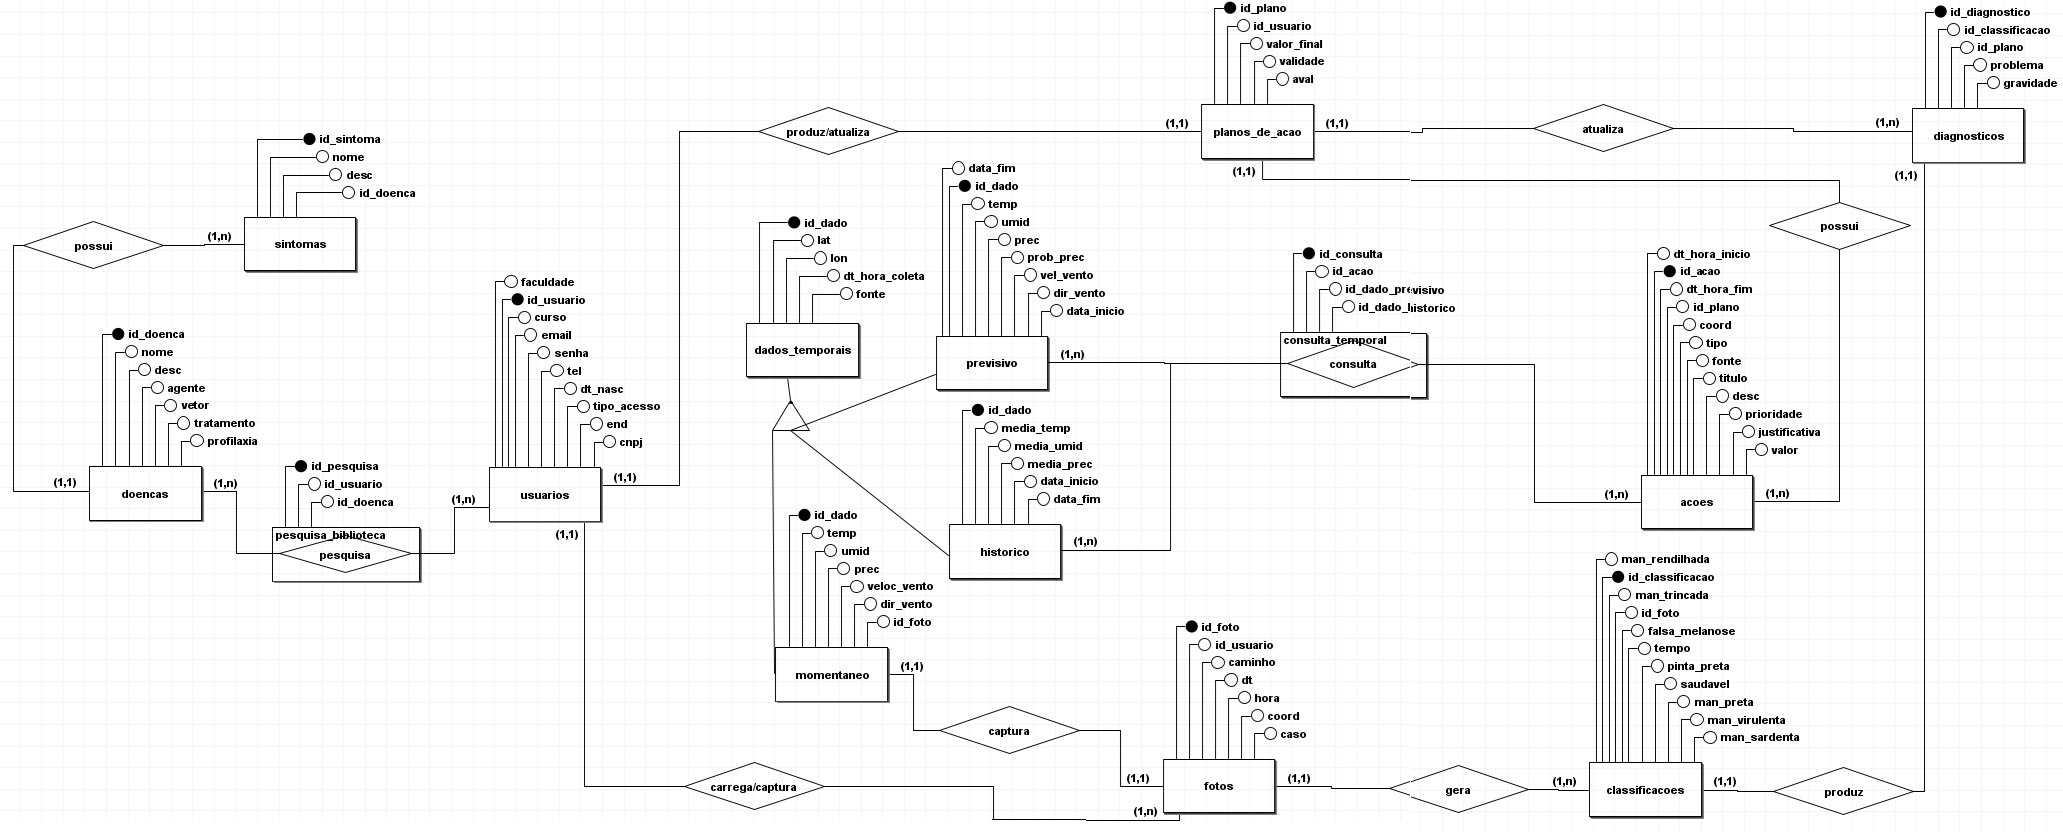 id_plano
id_usuario
valor_final
validade
aval
planos_de_acao
id_diagnostico
id_classificacao
id_plano
problema
gravidade
diagnosticos
(1,1)
produz/atualiza
(1,1)
(1,1)
atualiza
(1,n)
(1,1)
possui
id_sintoma
nome
desc
id_doenca
sintomas
possui
(1,n)
(1,1)
id_doenca
nome
desc
agente
vetor
tratamento
profilaxia
doencas
(1,n)
id_pesquisa
id_usuario
id_doenca
pesquisa_biblioteca
pesquisa
(1,n)
faculdade
id_usuario
curso
email
senha
tel
dt_nasc
tipo_acesso
end
cnpj
usuarios
(1,1)
(1,1)
id_dado
lat
lon
dt_hora_coleta
fonte
dados_temporais
data_fim
id_dado
temp
umid
prec
prob_prec
vel_vento
dir_vento
data_inicio
previsivo
(1,n)
id_dado
media_temp
media_umid
media_prec
data_inicio
data_fim
historico
(1,n)
id_consulta
id_acao
id_dado_previsivo
id_dado_historico
consulta_temporal
consulta
dt_hora_inicio
id_acao
dt_hora_fim
id_plano
coord
tipo
fonte
titulo
desc
prioridade
justificativa
valor
(1,n)
acoes
(1,n)
id_dado
temp
umid
prec
veloc_vento
dir_vento
id_foto
momentaneo
(1,1)
captura
(1,1)
carrega/captura
(1,n)
id_foto
id_usuario
caminho
dt
hora
coord
caso
fotos
(1,1)
gera
(1,n)
man_rendilhada
id_classificacao
man_trincada
id_foto
falsa_melanose
tempo
pinta_preta
saudavel
man_preta
man_virulenta
man_sardenta
classificacoes
(1,1)
produz